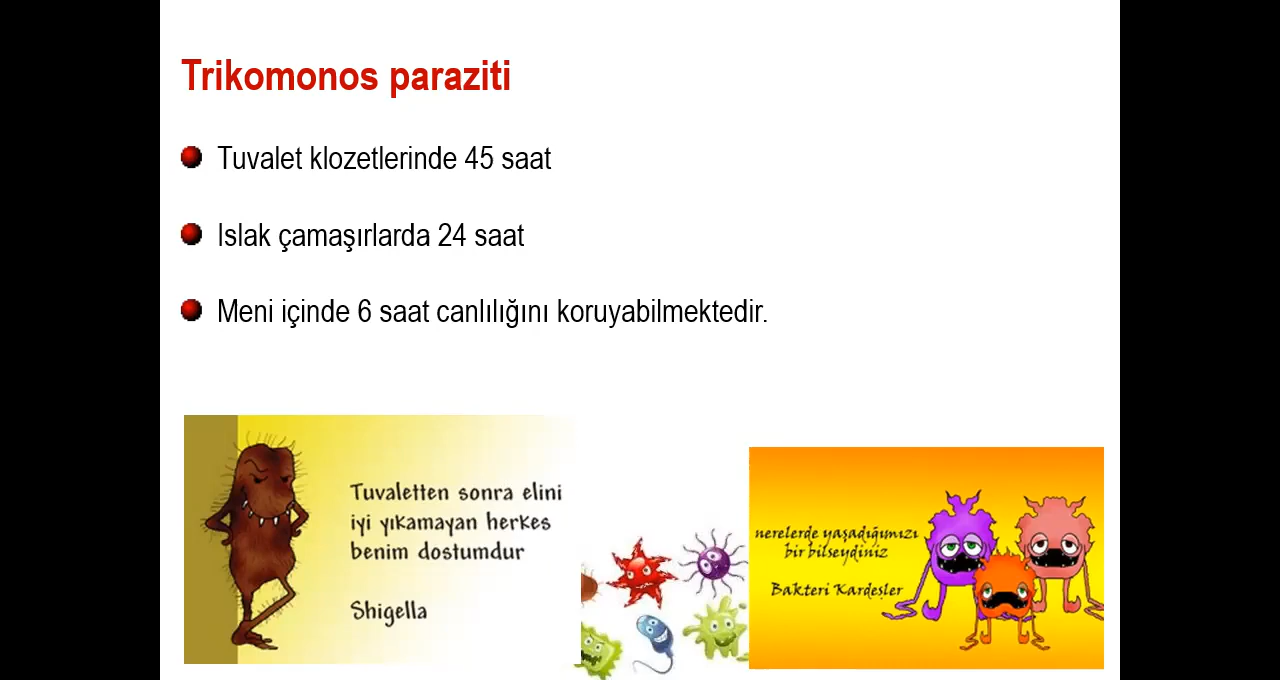 Trikomonos paraziti
Tuvalet klozetlerinde 45 saat
Islak çamaşırlarda 24 saat
Meni içinde 6 saat canlılığını koruyabilmektedir.
Tuvaletten sonra elini
iyi yıkamayan herkes
benim dostumdur
Shigella
nerelerde yaşadığımızı
bir bilseydiniz
Bakteri Kardeşler